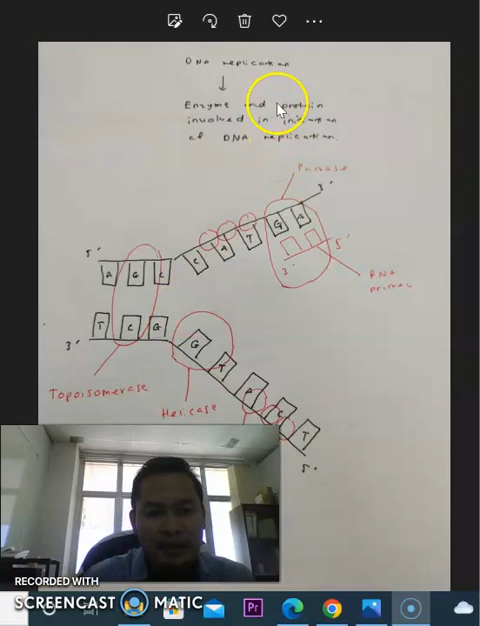 DNA replication
Enzyme and protein
involved in initiation
of DNA replication.
Primase
3'
5'
A G C
C A T G A
5'
3'
RNA
primer
T C G
3'
G T A C T
Topoisomerase
Helicase
5'
RECORDED WITH
SCREENCAST MATIC
Pr